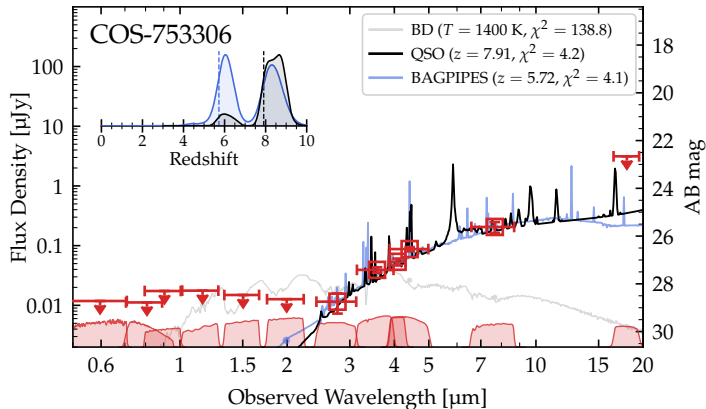 COS-753306
BD (T = 1400 K, χ² = 138.8)
QSO (z = 7.91, χ² = 4.2)
BAGPIPES (z = 5.72, χ² = 4.1)
0 2 4 6 8 10
Redshift
100
10
1
0.1
0.01
Flux Density [μJy]
18
20
22
24
26
28
30
AB mag
0.6 1 1.5 2 3 4 5 10 20
Observed Wavelength [μm]